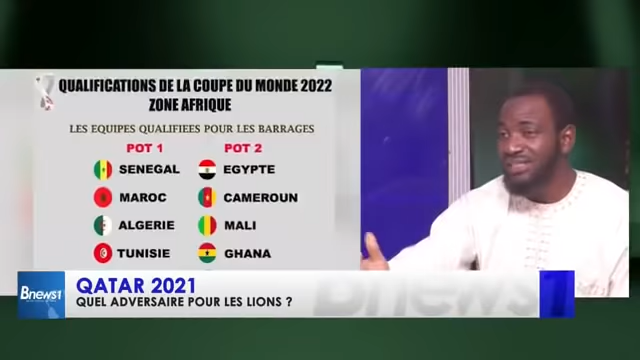 QUALIFICATIONS DE LA COUPE DU MONDE 2022
ZONE AFRIQUE
LES EQUIPES QUALIFIEES POUR LES BARRAGES
POT 1
POT 2
SENEGAL
EGYPTE
MAROC
CAMEROUN
ALGERIE
MALI
TUNISIE
GHANA
Bnews1
QATAR 2021
QUEL ADVERSAIRE POUR LES LIONS ?
Bnews1